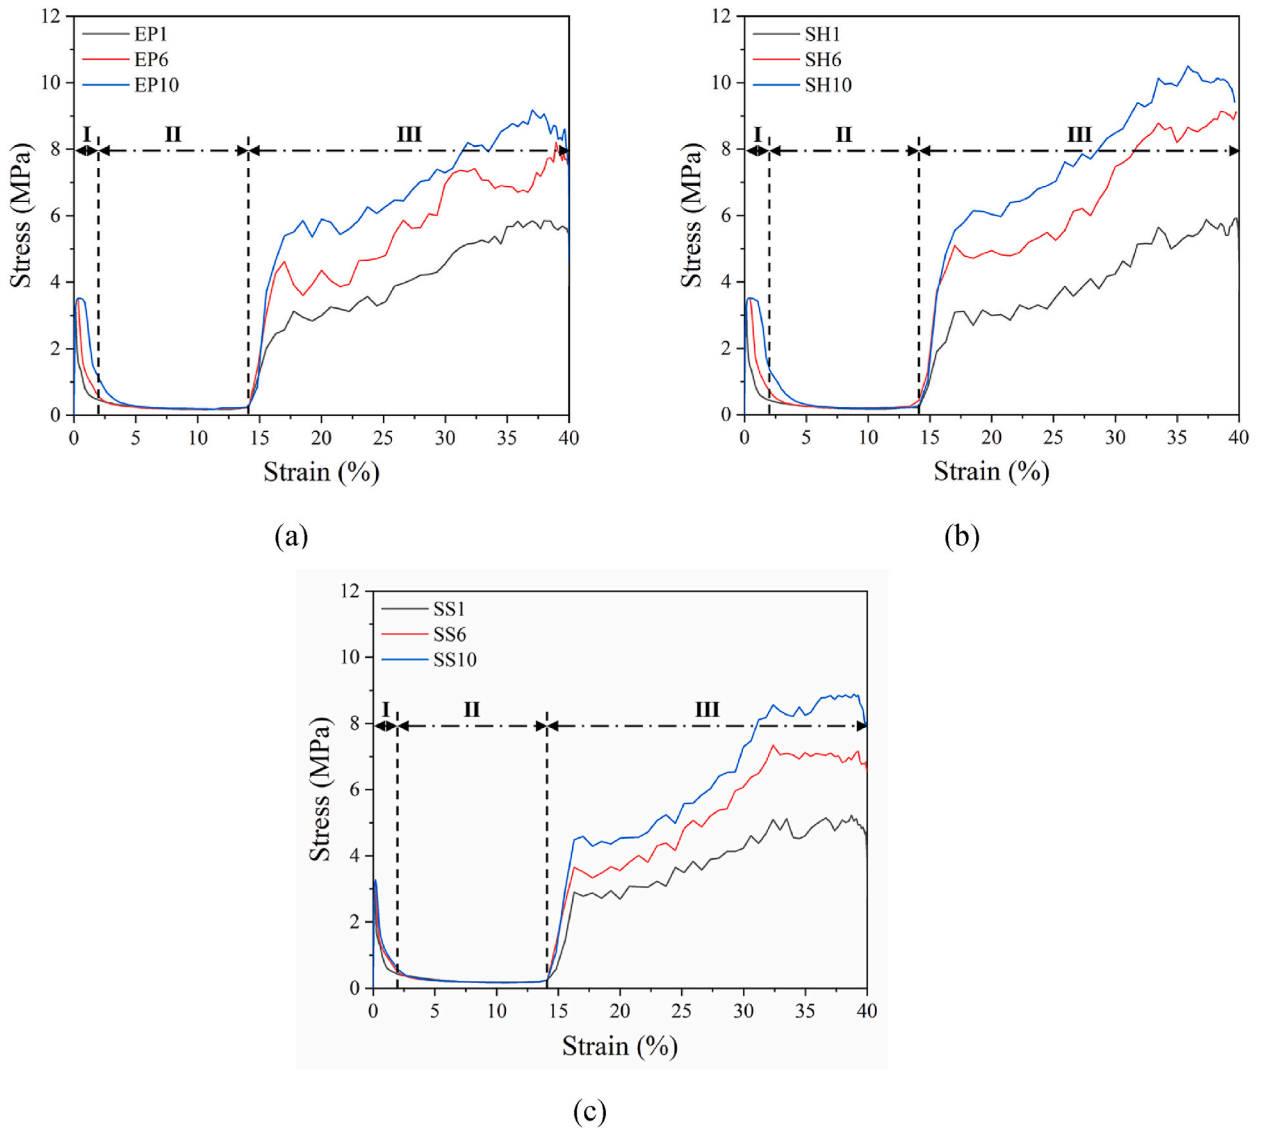 12
10
8
6
4
2
0
Stress (MPa)
EP1
EP6
EP10
I
II
III
0 5 10 15 20 25 30 35 40
Strain (%)
(a)
12
10
8
6
4
2
0
Stress (MPa)
SH1
SH6
SH10
I
II
III
0 5 10 15 20 25 30 35 40
Strain (%)
(b)
12
10
8
6
4
2
0
Stress (MPa)
SS1
SS6
SS10
I
II
III
0 5 10 15 20 25 30 35 40
Strain (%)
(c)